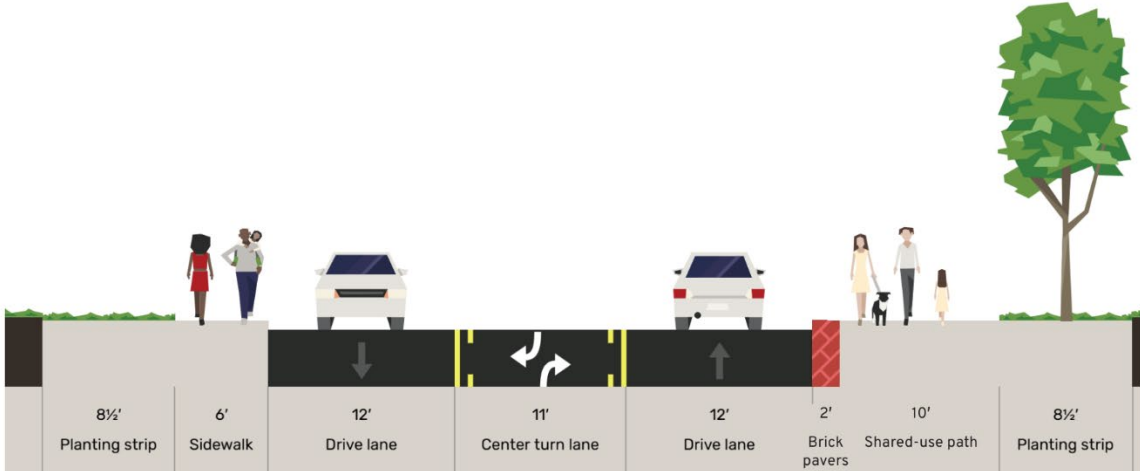 8½′
Planting strip
6′
Sidewalk
12′
Drive lane
11′
Center turn lane
12′
Drive lane
2′
Brick
pavers
10′
Shared-use path
8½′
Planting strip